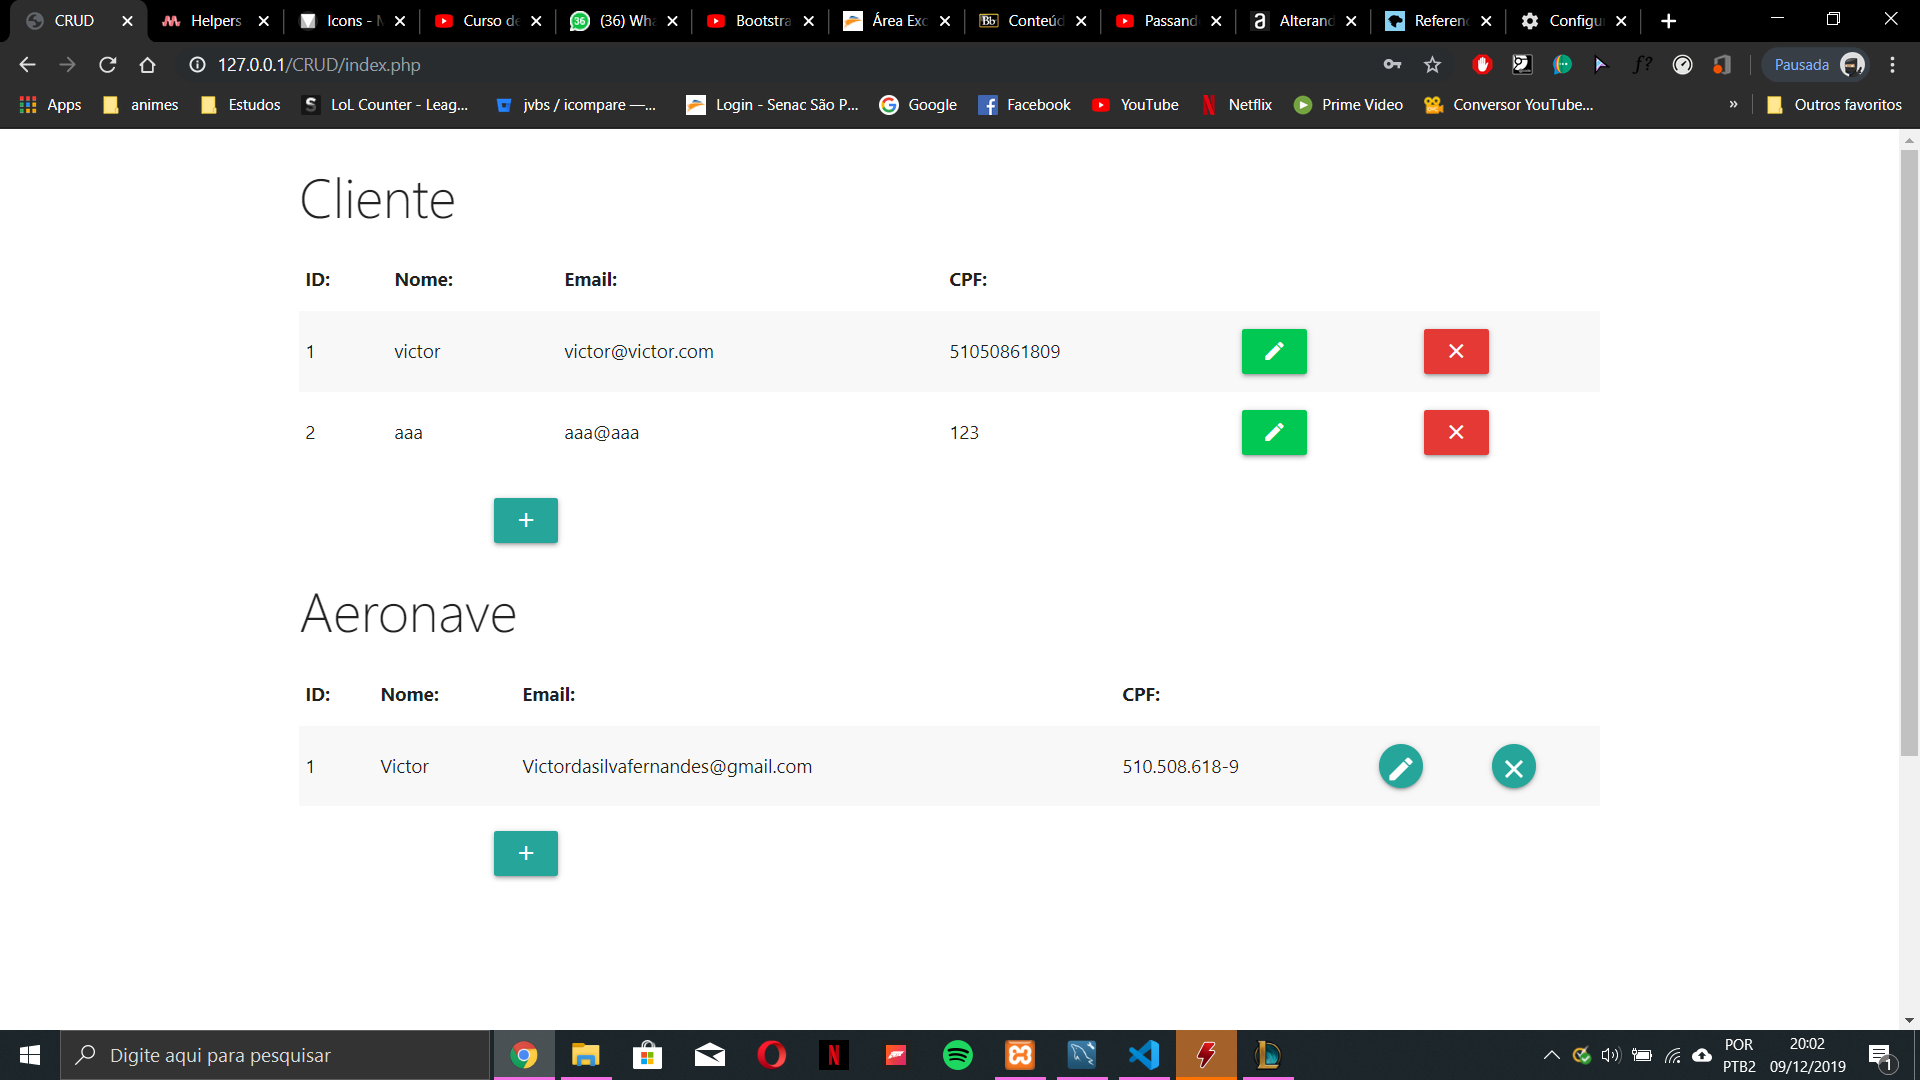 CRUD
Helpers
Icons - M
Curso de
(36) Wha
Bootstra
Área Exc
Conteúd
Passand
Alterand
Referen
Configu
127.0.0.1/CRUD/index.php
Pausada
Apps
animes
Estudos
LoL Counter - Leag...
jvbs / icompare —...
Login - Senac São P...
Google
Facebook
YouTube
Netflix
Prime Video
Conversor YouTube...
»
Outros favoritos
Cliente
ID: Nome: Email: CPF:
1 victor victor@victor.com 51050861809
2 aaa aaa@aaa 123
+
Aeronave
ID: Nome: Email: CPF:
1 Victor Victordasilvafernandes@gmail.com 510.508.618-9
+
Digite aqui para pesquisar
POR
PTB2
20:02
09/12/2019
1